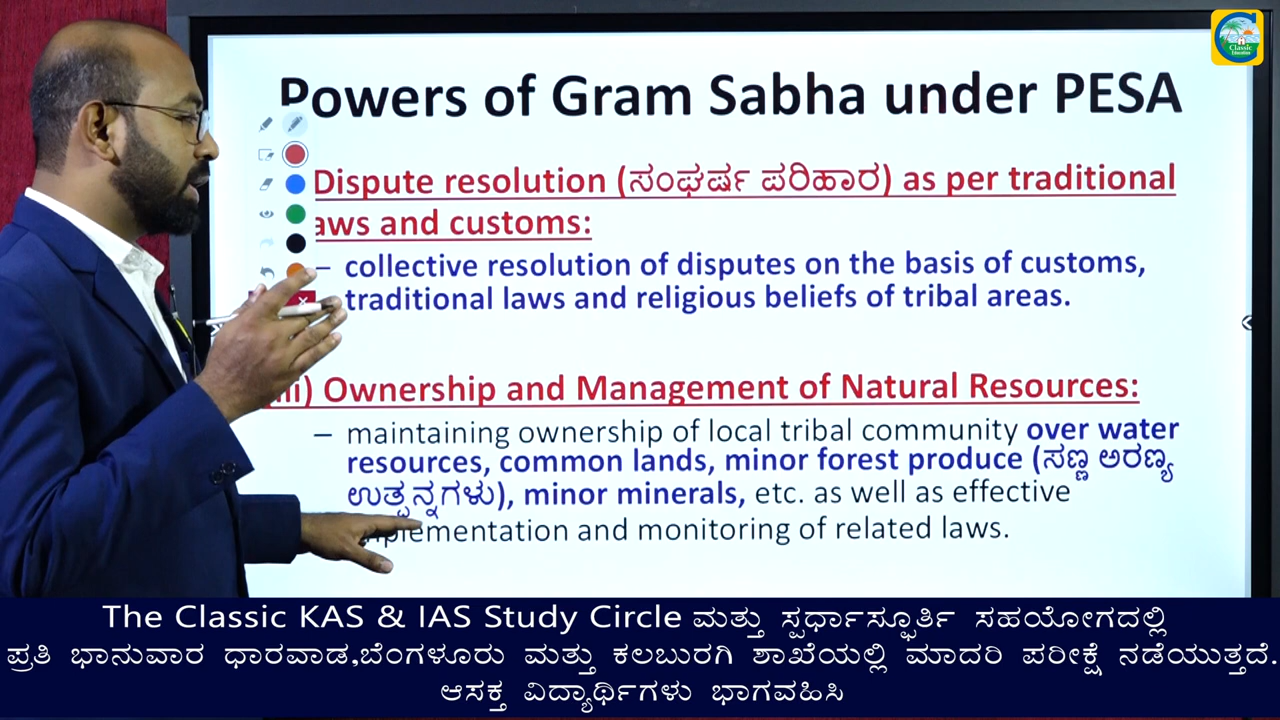 Classic
Education
Powers of Gram Sabha under PESA
Dispute resolution (ಸಂಘರ್ಷ ಪರಿಹಾರ) as per traditional
aws and customs:
– collective resolution of disputes on the basis of customs,
traditional laws and religious beliefs of tribal areas.
iii) Ownership and Management of Natural Resources:
– maintaining ownership of local tribal community over water
resources, common lands, minor forest produce (ಸಣ್ಣ ಅರಣ್ಯ
ಉತ್ಪನ್ನಗಳು), minor minerals, etc. as well as effective
plementation and monitoring of related laws.
The Classic KAS & IAS Study Circle ಮತ್ತು ಸ್ಪರ್ಧಾಸ್ಫೂರ್ತಿ ಸಹಯೋಗದಲ್ಲಿ
ಪ್ರತಿ ಭಾನುವಾರ ಧಾರವಾಡ,ಬೆಂಗಳೂರು ಮತ್ತು ಕಲಬುರಗಿ ಶಾಖೆಯಲ್ಲಿ ಮಾದರಿ ಪರೀಕ್ಷೆ ನಡೆಯುತ್ತದೆ.
ಆಸಕ್ತ ವಿದ್ಯಾರ್ಥಿಗಳು ಭಾಗವಹಿಸಿ